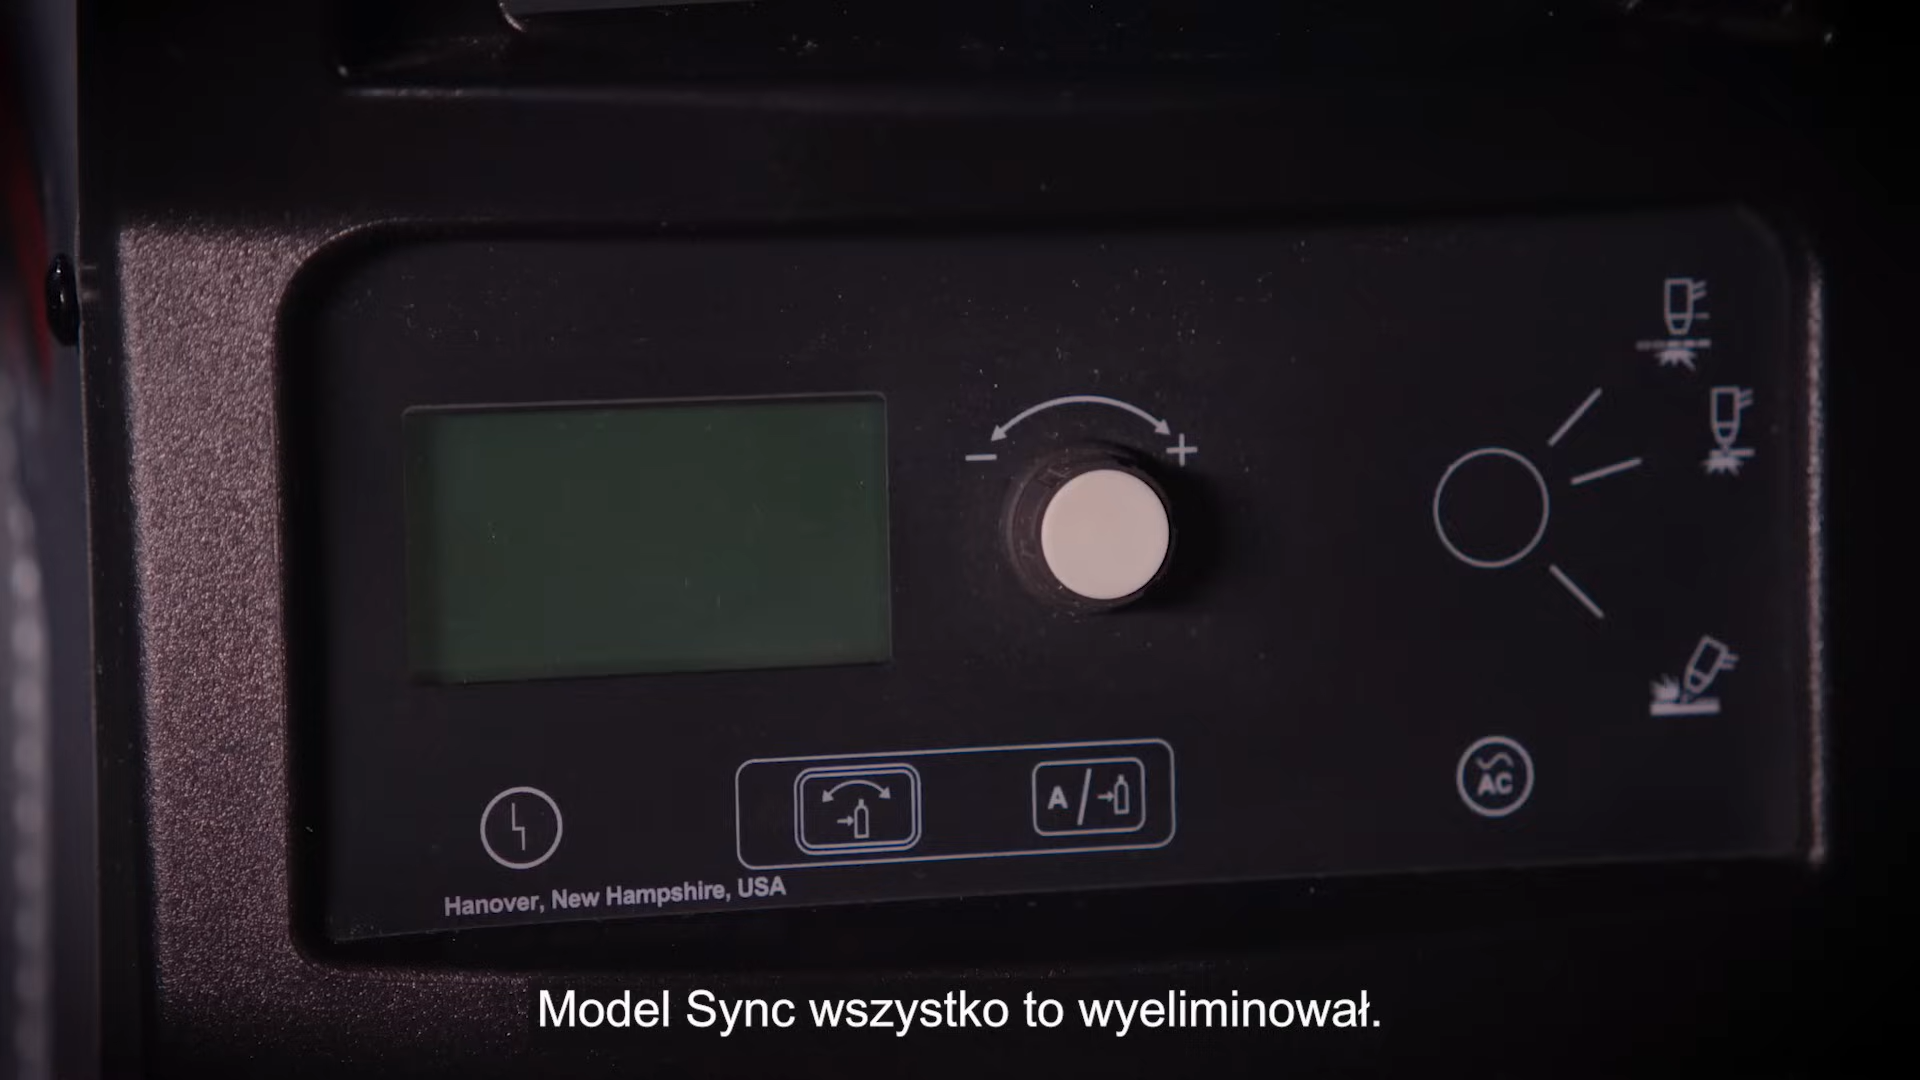 − +
A/
AC
Hanover, New Hampshire, USA
Model Sync wszystko to wyeliminował.